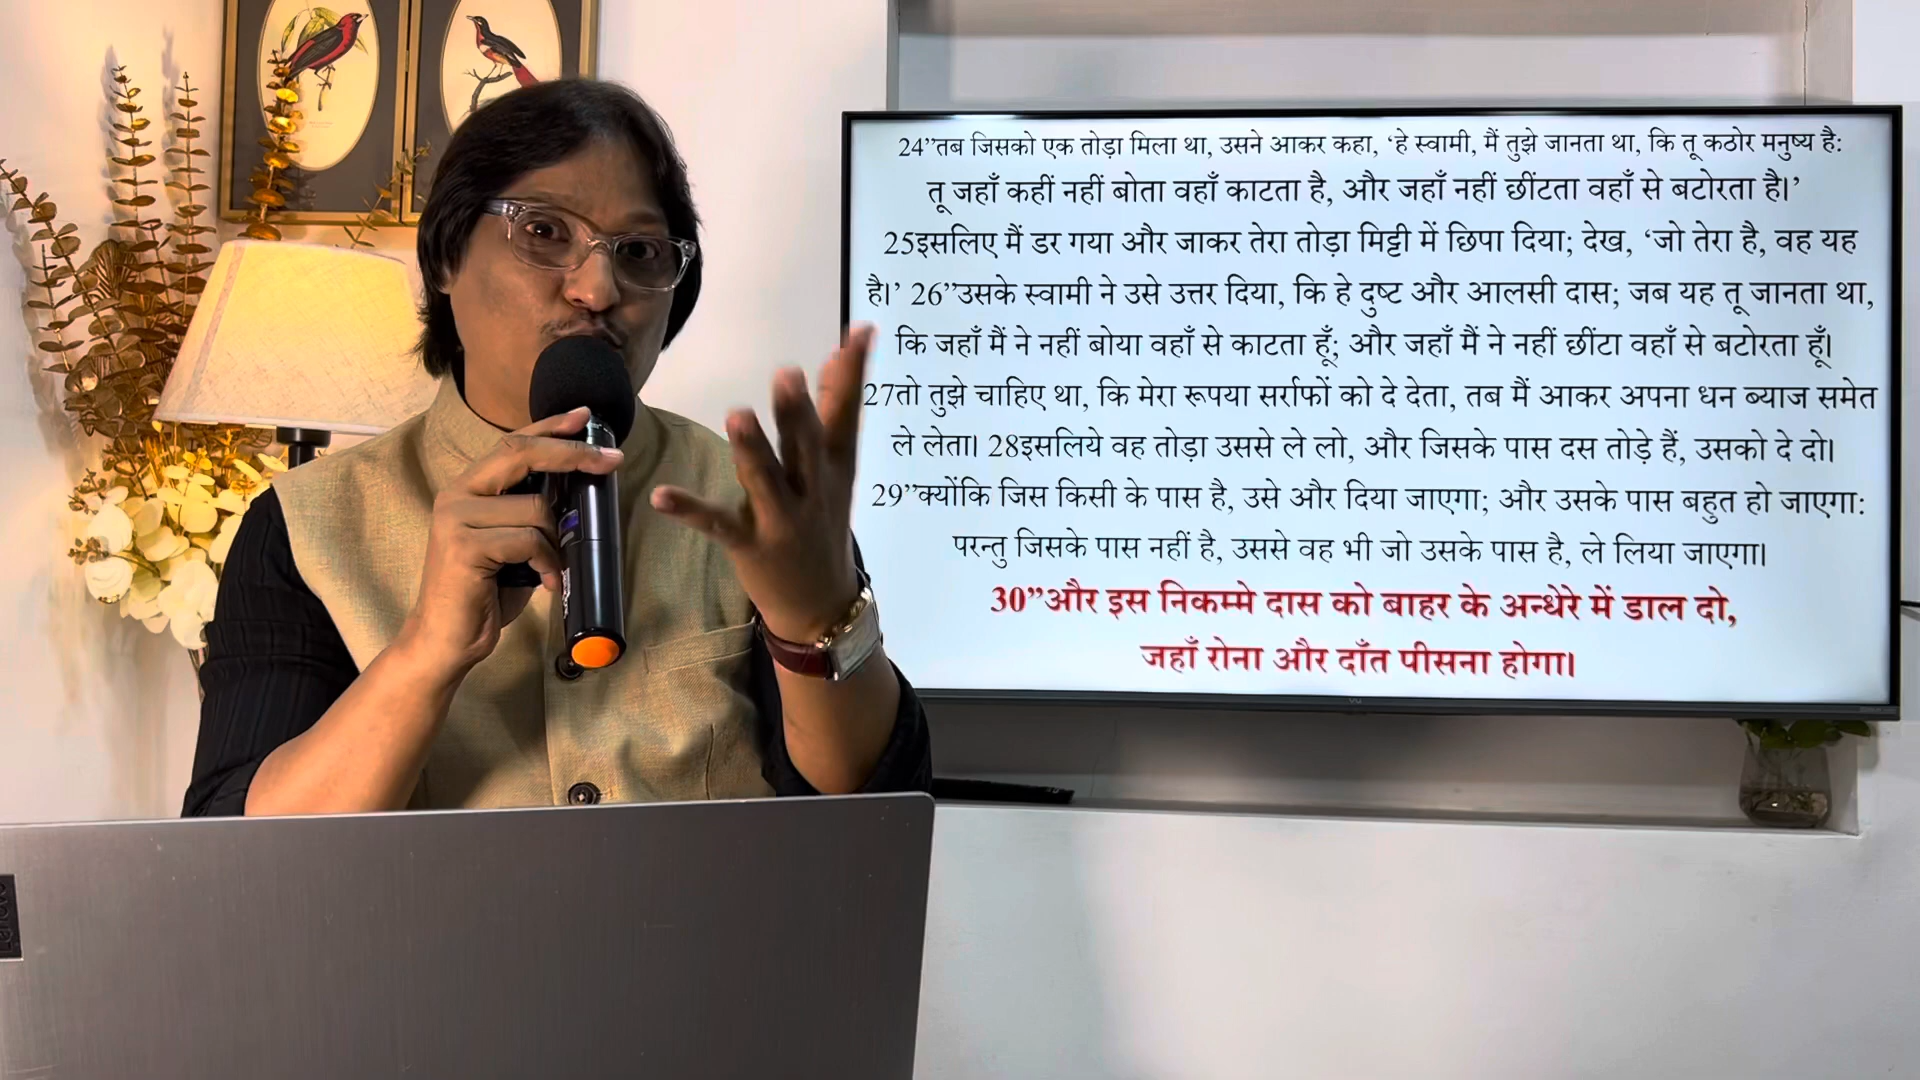 24”तब जिसको एक तोड़ा मिला था, उसने आकर कहा, ‘हे स्वामी, मैं तुझे जानता था, कि तू कठोर मनुष्य है:
तू जहाँ कहीं नहीं बोता वहाँ काटता है, और जहाँ नहीं छींटता वहाँ से बटोरता है।’
25इसलिए मैं डर गया और जाकर तेरा तोड़ा मिट्टी में छिपा दिया; देख, ‘जो तेरा है, वह यह
है।’ 26”उसके स्वामी ने उसे उत्तर दिया, कि हे दुष्ट और आलसी दास; जब यह तू जानता था,
कि जहाँ मैं ने नहीं बोया वहाँ से काटता हूँ; और जहाँ मैं ने नहीं छींटा वहाँ से बटोरता हूँ।
27तो तुझे चाहिए था, कि मेरा रूपया सर्राफों को दे देता, तब मैं आकर अपना धन ब्याज समेत
ले लेता। 28इसलिये वह तोड़ा उससे ले लो, और जिसके पास दस तोड़े हैं, उसको दे दो।
29”क्योंकि जिस किसी के पास है, उसे और दिया जाएगा; और उसके पास बहुत हो जाएगा:
परन्तु जिसके पास नहीं है, उससे वह भी जो उसके पास है, ले लिया जाएगा।
30”और इस निकम्मे दास को बाहर के अन्धेरे में डाल दो,
जहाँ रोना और दाँत पीसना होगा।
VU
Lenovo